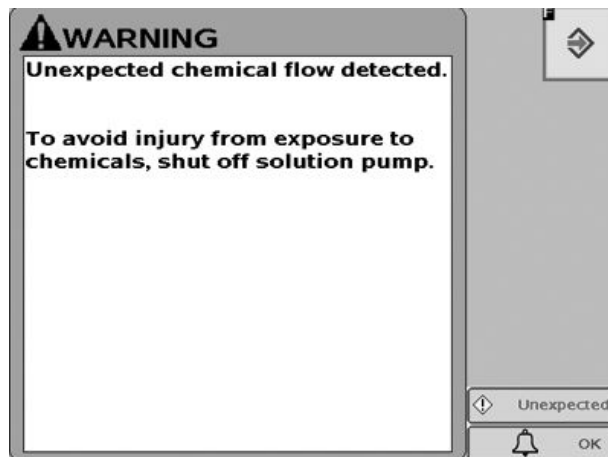 WARNING
Unexpected chemical flow detected.
To avoid injury from exposure to
chemicals, shut off solution pump.
F
Unexpected
OK